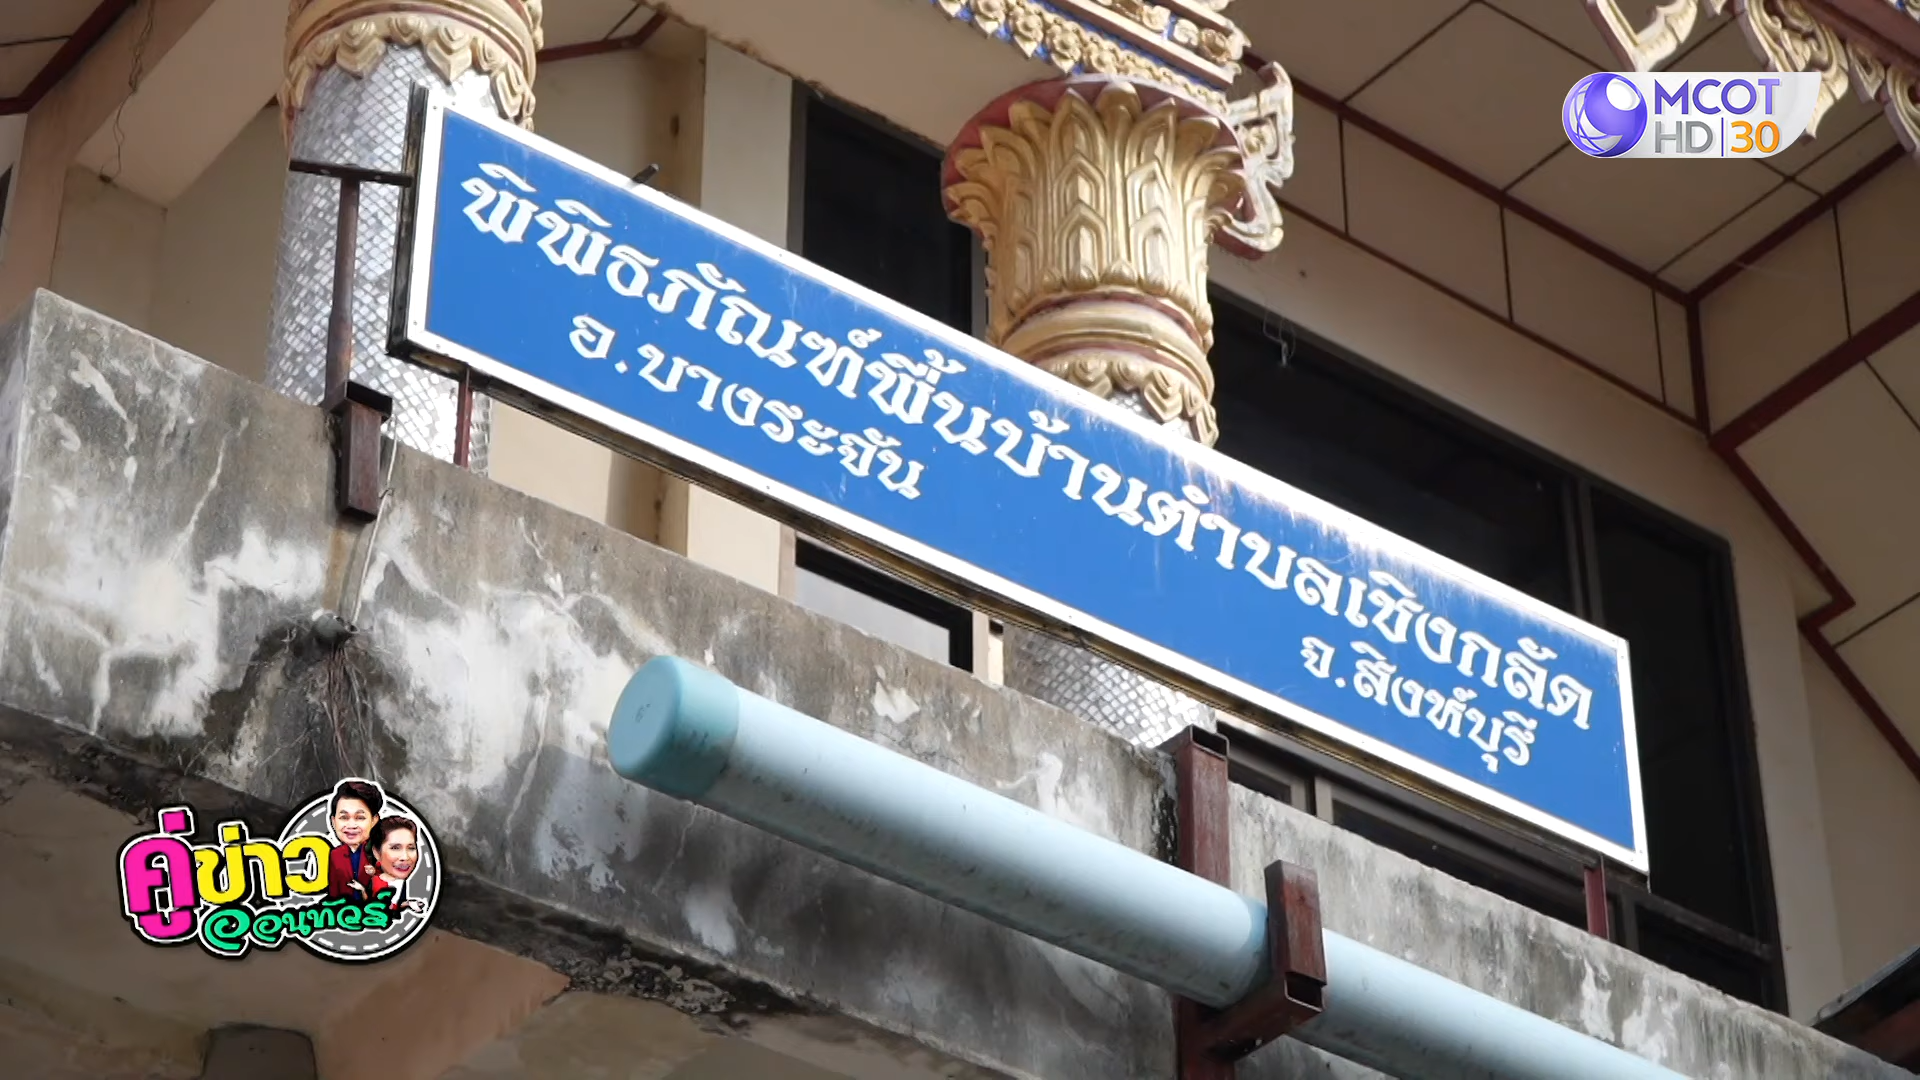 MCOT
HD|30
พิพิธภัณฑ์พื้นบ้านตำบลเชิงกลัด
อ.บางระจัน
จ.สิงห์บุรี
คู่ข่าว
ออนทัวร์